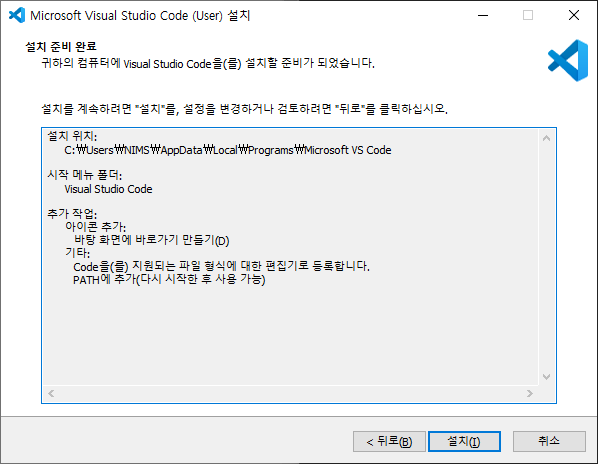 Microsoft Visual Studio Code (User) 설치
설치 준비 완료
귀하의 컴퓨터에 Visual Studio Code을(를) 설치할 준비가 되었습니다.
설치를 계속하려면 "설치"를, 설정을 변경하거나 검토하려면 "뒤로"를 클릭하십시오.
설치 위치:
C:₩Users₩NIMS₩AppData₩Local₩Programs₩Microsoft VS Code
시작 메뉴 폴더:
Visual Studio Code
추가 작업:
아이콘 추가:
바탕 화면에 바로가기 만들기(D)
기타:
Code을(를) 지원되는 파일 형식에 대한 편집기로 등록합니다.
PATH에 추가(다시 시작한 후 사용 가능)
< 뒤로(B) 설치(I) 취소